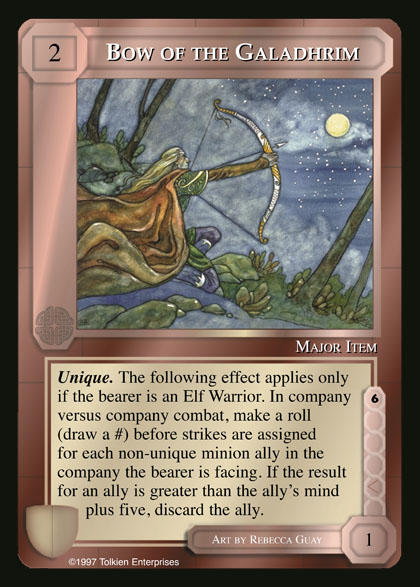 2
BOW OF THE GALADHRIM
MAJOR ITEM
Unique. The following effect applies only
if the bearer is an Elf Warrior. In company
versus company combat, make a roll
(draw a #) before strikes are assigned
for each non-unique minion ally in the
company the bearer is facing. If the result
for an ally is greater than the ally's mind
plus five, discard the ally.
6
ART BY REBECCA GUAY
1
©1997 Tolkien Enterprises